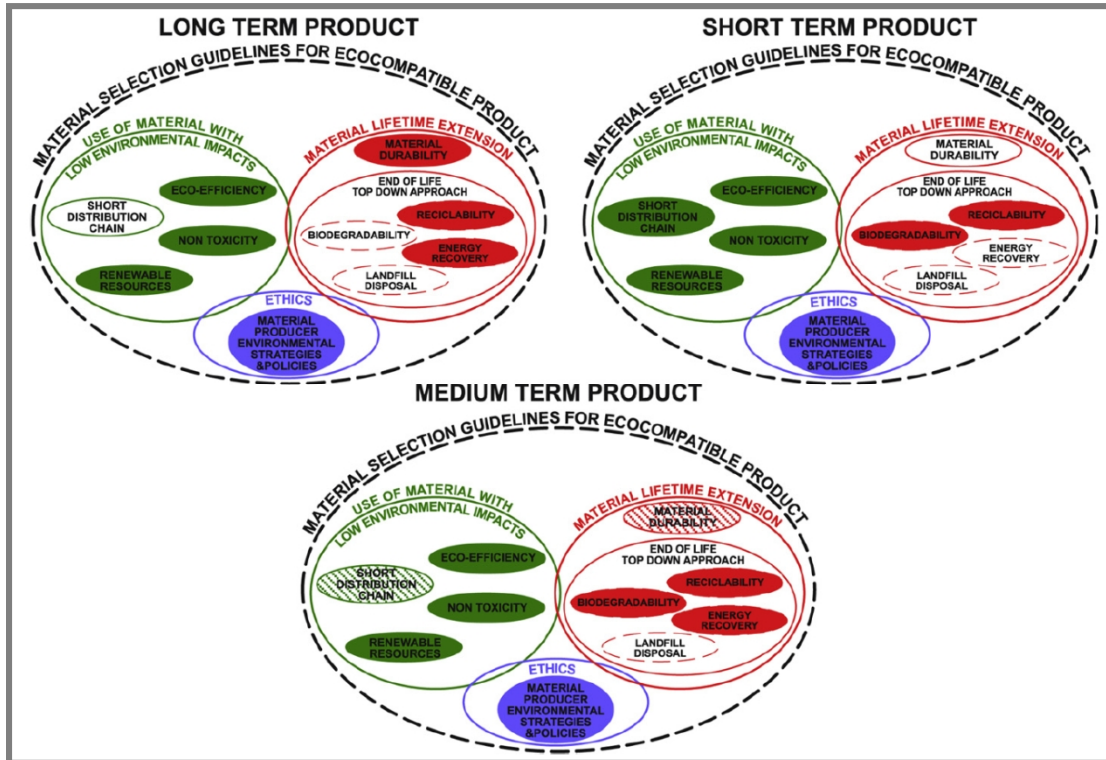 LONG TERM PRODUCT
MATERIAL SELECTION GUIDELINES FOR ECOCOMPATIBLE PRODUCT
USE OF MATERIAL WITH
LOW ENVIRONMENTAL IMPACTS
ECO-EFFICIENCY
SHORT
DISTRIBUTION
CHAIN
NON TOXICITY
RENEWABLE
RESOURCES
MATERIAL LIFETIME EXTENSION
MATERIAL
DURABILITY
END OF LIFE
TOP DOWN APPROACH
RECICLABILITY
BIODEGRADABILITY
ENERGY
RECOVERY
LANDFILL
DISPOSAL
ETHICS
MATERIAL
PRODUCER
ENVIRONMENTAL
STRATEGIES
&POLICIES
SHORT TERM PRODUCT
MATERIAL SELECTION GUIDELINES FOR ECOCOMPATIBLE PRODUCT
USE OF MATERIAL WITH
LOW ENVIRONMENTAL IMPACTS
ECO-EFFICIENCY
SHORT
DISTRIBUTION
CHAIN
NON TOXICITY
RENEWABLE
RESOURCES
MATERIAL LIFETIME EXTENSION
MATERIAL
DURABILITY
END OF LIFE
TOP DOWN APPROACH
RECICLABILITY
BIODEGRADABILITY
ENERGY
RECOVERY
LANDFILL
DISPOSAL
ETHICS
MATERIAL
PRODUCER
ENVIRONMENTAL
STRATEGIES
&POLICIES
MEDIUM TERM PRODUCT
MATERIAL SELECTION GUIDELINES FOR ECOCOMPATIBLE PRODUCT
USE OF MATERIAL WITH
LOW ENVIRONMENTAL IMPACTS
ECO-EFFICIENCY
SHORT
DISTRIBUTION
CHAIN
NON TOXICITY
RENEWABLE
RESOURCES
MATERIAL LIFETIME EXTENSION
MATERIAL
DURABILITY
END OF LIFE
TOP DOWN APPROACH
RECICLABILITY
BIODEGRADABILITY
ENERGY
RECOVERY
LANDFILL
DISPOSAL
ETHICS
MATERIAL
PRODUCER
ENVIRONMENTAL
STRATEGIES
&POLICIES